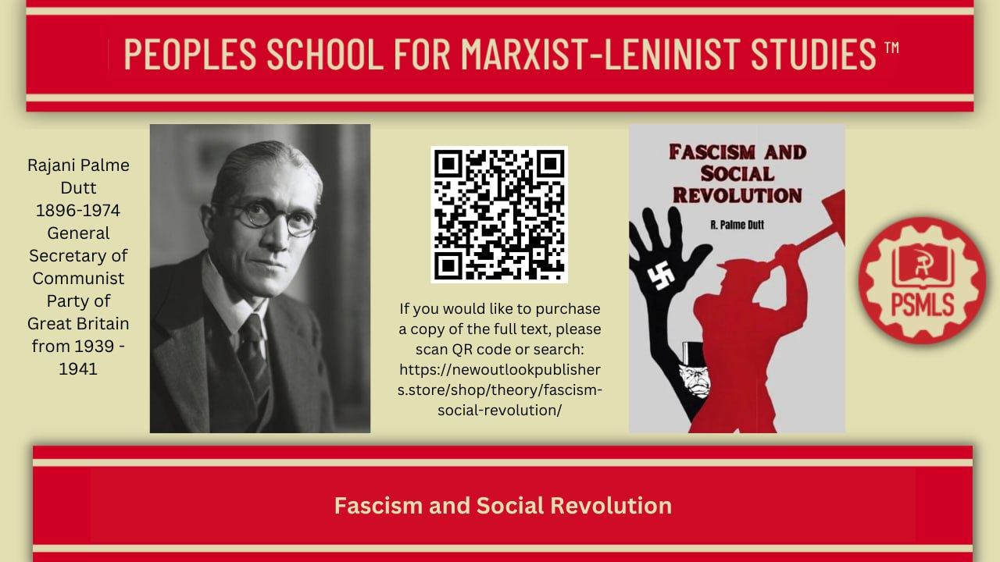 PEOPLES SCHOOL FOR MARXIST-LENINIST STUDIES™
Rajani Palme
Dutt
1896-1974
General
Secretary of
Communist
Party of
Great Britain
from 1939 -
1941
If you would like to purchase
a copy of the full text, please
scan QR code or search:
https://newoutlookpublisher
s.store/shop/theory/fascism-
social-revolution/
FASCISM AND
SOCIAL
REVOLUTION
R. Palme Dutt
PSMLS
Fascism and Social Revolution